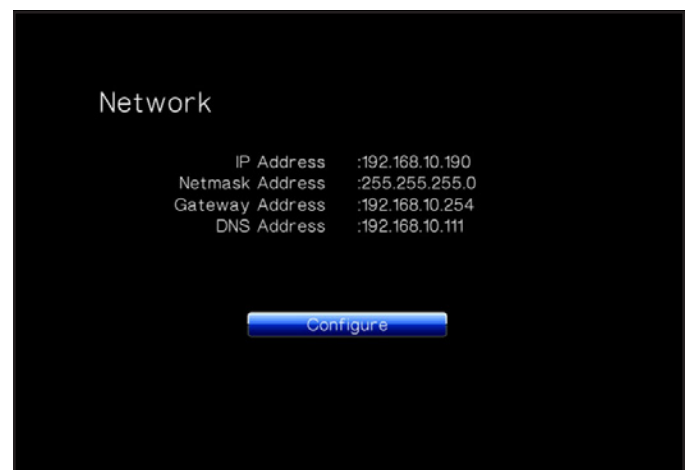 Network
IP Address :192.168.10.190
Netmask Address :255.255.255.0
Gateway Address :192.168.10.254
DNS Address :192.168.10.111
Configure